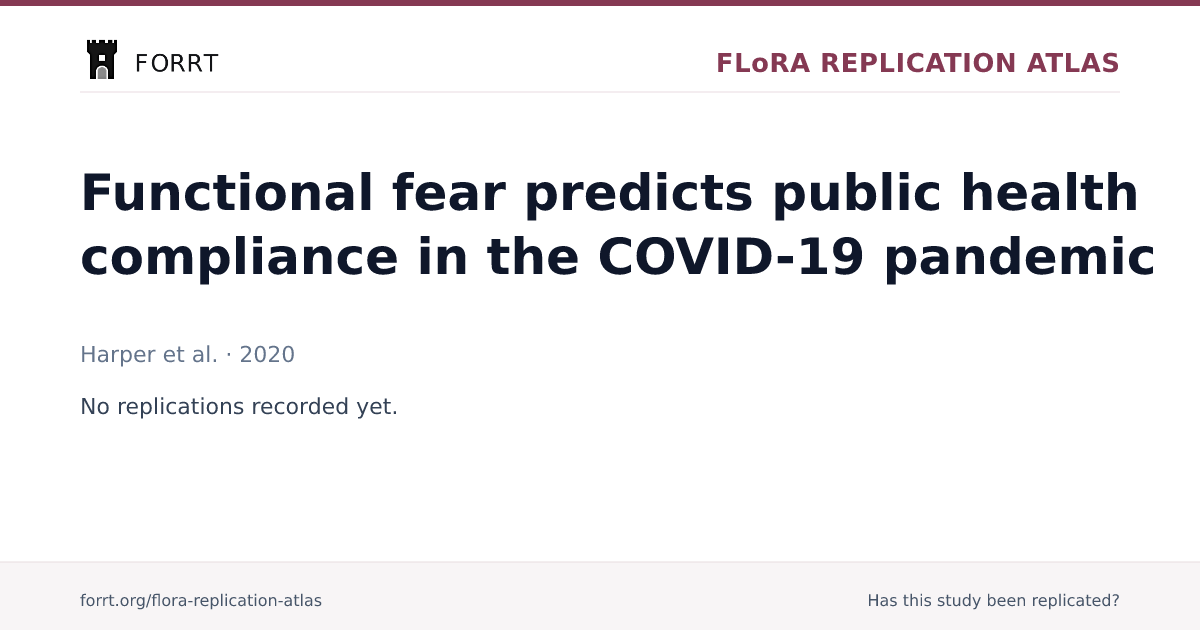 FORRT
FLoRA REPLICATION ATLAS
Functional fear predicts public health
compliance in the COVID-19 pandemic
Harper et al. · 2020
No replications recorded yet.
forrt.org/flora-replication-atlas
Has this study been replicated?